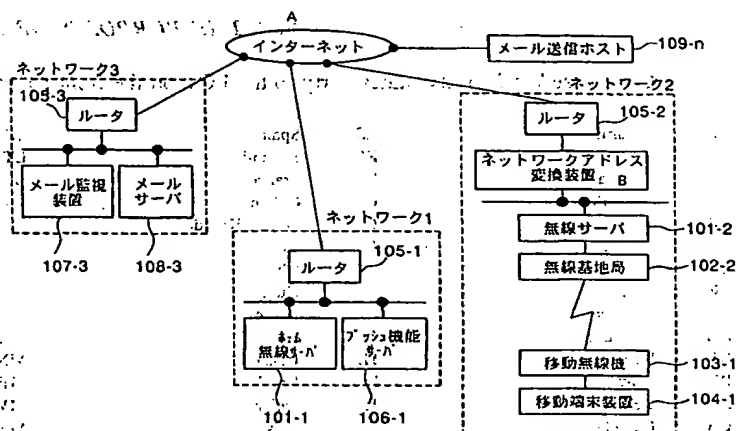 A
インターネット
メール送信ホスト
109-n
ネットワーク3
105-3
ルータ
メール監視
装置
メール
サーバ
107-3
108-3
ネットワーク1
ルータ
105-1
ホーム
無線サーバ
プッシュ機能
サーバ
101-1
106-1
ネットワーク2
ルータ
105-2
ネットワークアドレス
変換装置
B
無線サーバ
101-2
無線基地局
102-2
移動無線機
103-1
移動端末装置
104-1